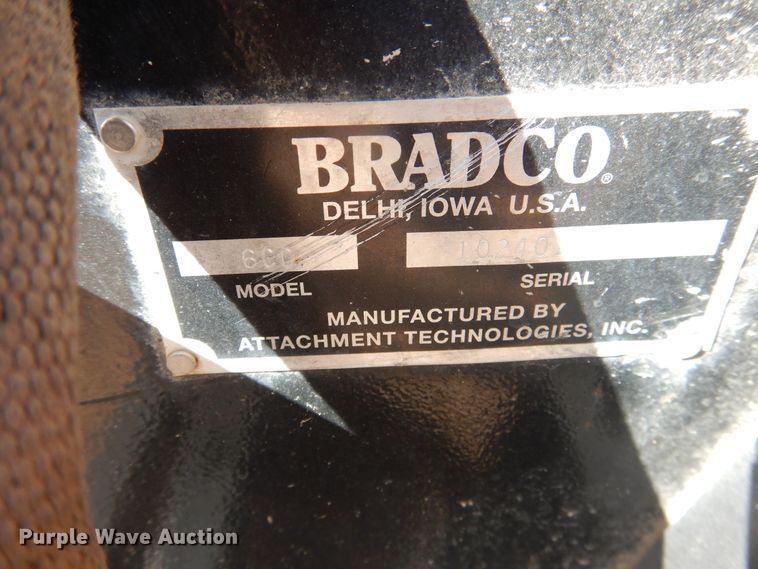 BRADCO®
DELHI, IOWA U.S.A.
MODEL
SERIAL
MANUFACTURED BY
ATTACHMENT TECHNOLOGIES, INC.
Purple Wave Auction